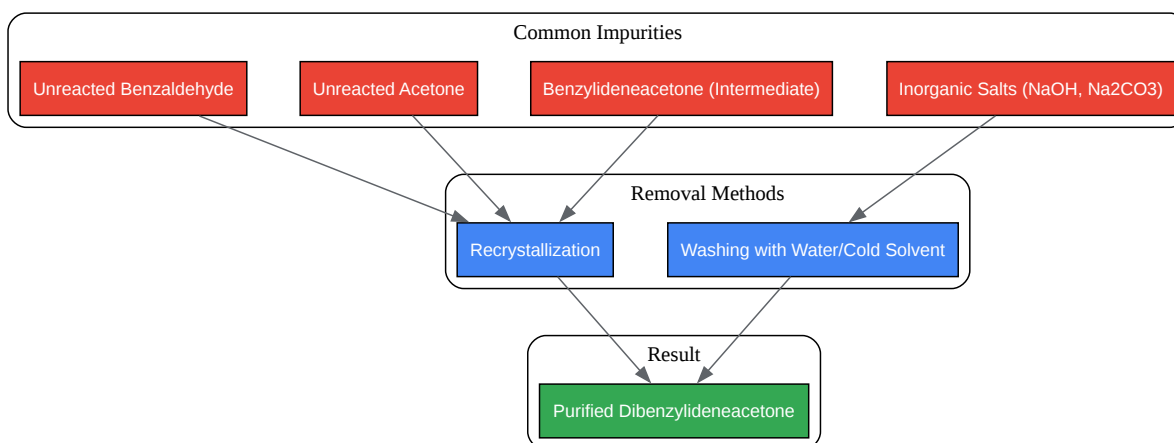 Common Impurities
Unreacted Benzaldehyde
Unreacted Acetone
Benzylideneacetone (Intermediate)
Inorganic Salts (NaOH, Na2CO3)
Removal Methods
Recrystallization
Washing with Water/Cold Solvent
Result
Purified Dibenzylideneacetone